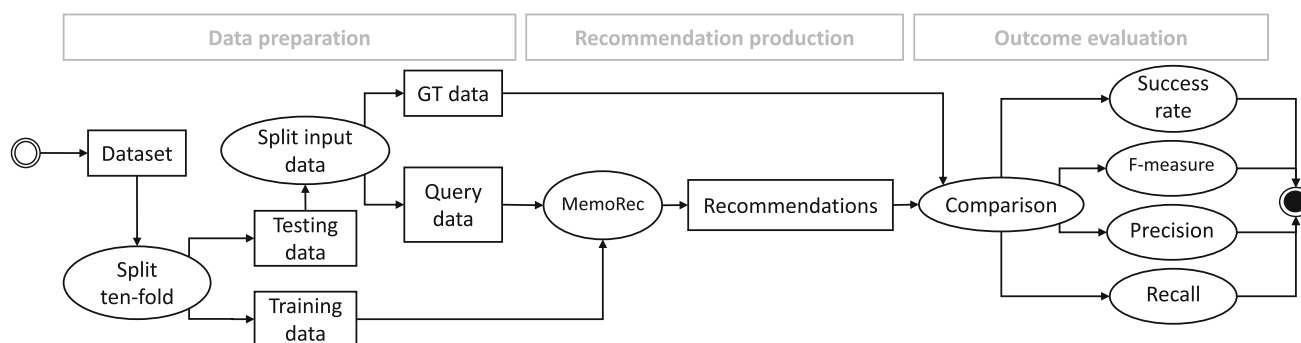 Data preparation
Recommendation production
Outcome evaluation
Dataset
Split
ten-fold
Testing
data
Training
data
Split input
data
GT data
Query
data
MemoRec
Recommendations
Comparison
Success
rate
F-measure
Precision
Recall